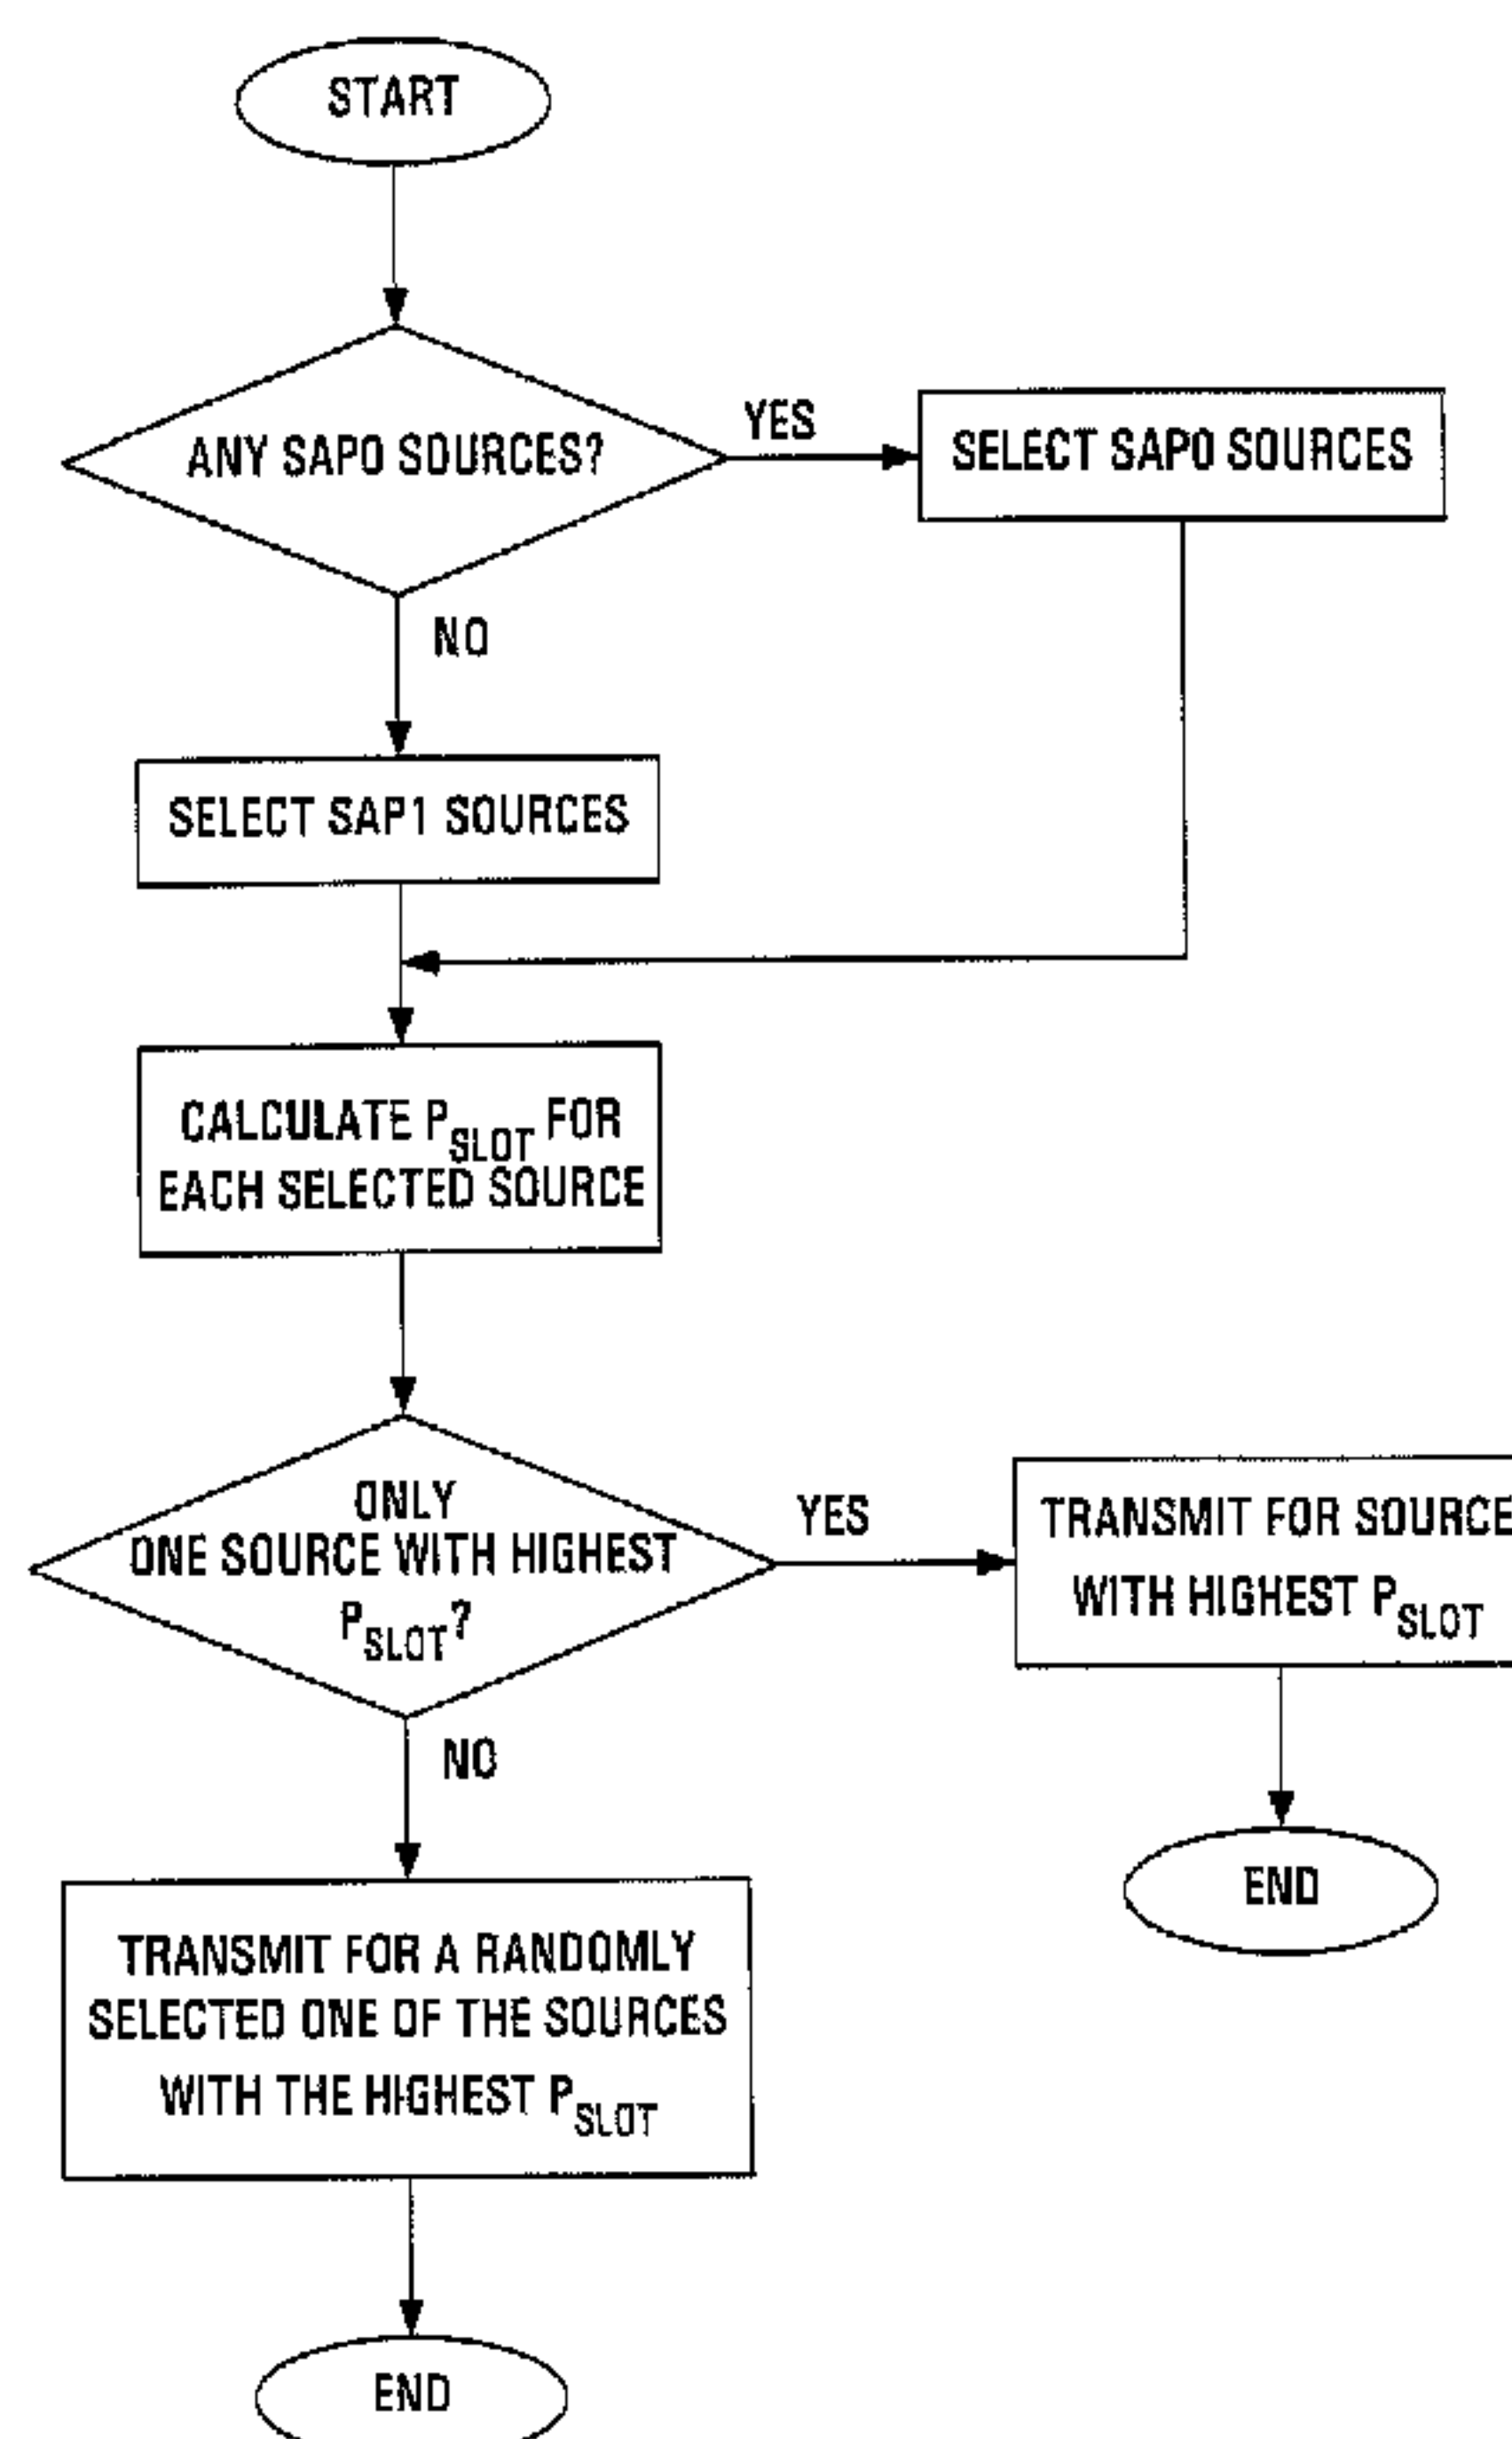 START
ANY SAP0 SOURCES?
YES
SELECT SAP0 SOURCES
NO
SELECT SAP1 SOURCES
CALCULATE PSLOT FOR
EACH SELECTED SOURCE
ONLY
ONE SOURCE WITH HIGHEST
PSLOT?
YES
TRANSMIT FOR SOURCE
WITH HIGHEST PSLOT
NO
END
TRANSMIT FOR A RANDOMLY
SELECTED ONE OF THE SOURCES
WITH THE HIGHEST PSLOT
END